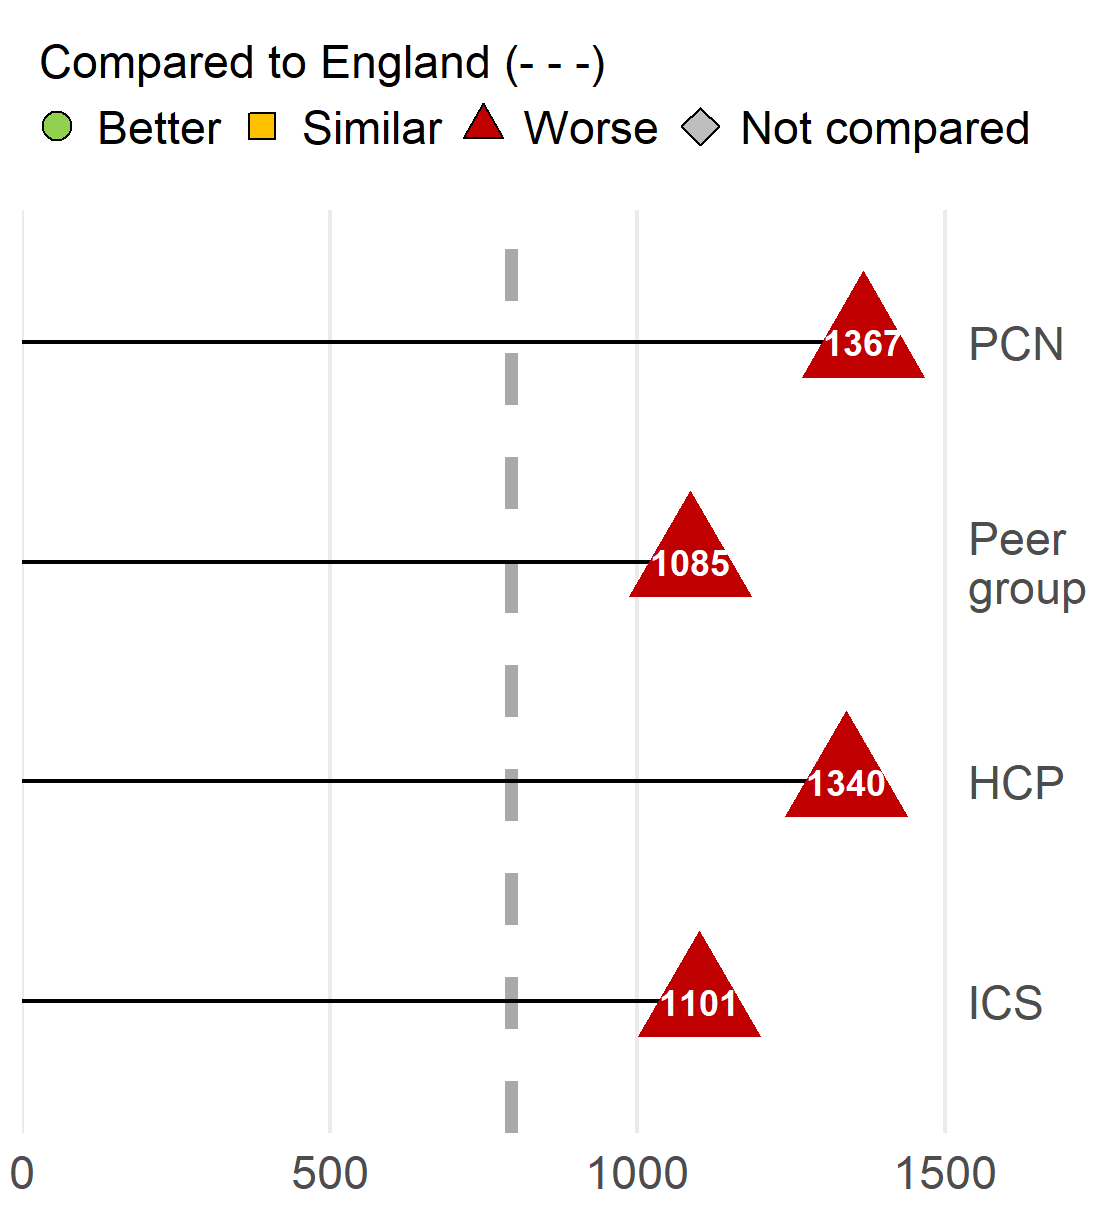 Compared to England (- - -)
Better Similar Worse Not compared
1367 PCN
1085 Peer
group
1340 HCP
1101 ICS
0 500 1000 1500